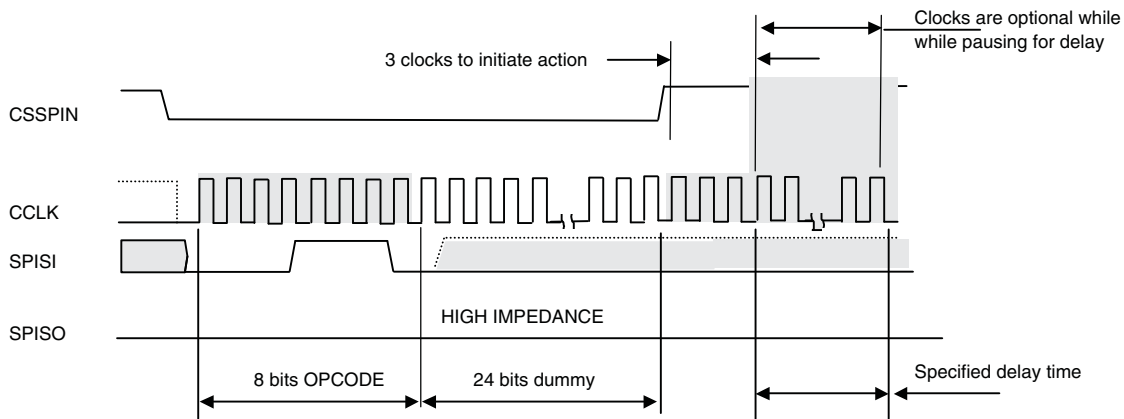 Clocks are optional while
while pausing for delay
3 clocks to initiate action
CSSPIN
CCLK
SPISI
HIGH IMPEDANCE
SPISO
8 bits OPCODE
24 bits dummy
Specified delay time